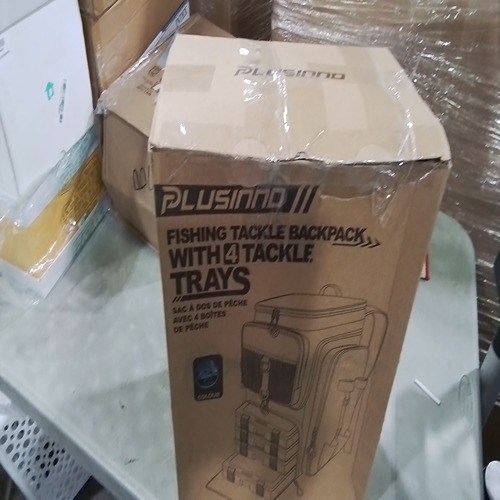 PLUSINNO
PLUSINNO
FISHING TACKLE BACKPACK
WITH 4 TACKLE
TRAYS
SAC À DOS DE PÊCHE
AVEC 4 BOÎTES
DE PÊCHE